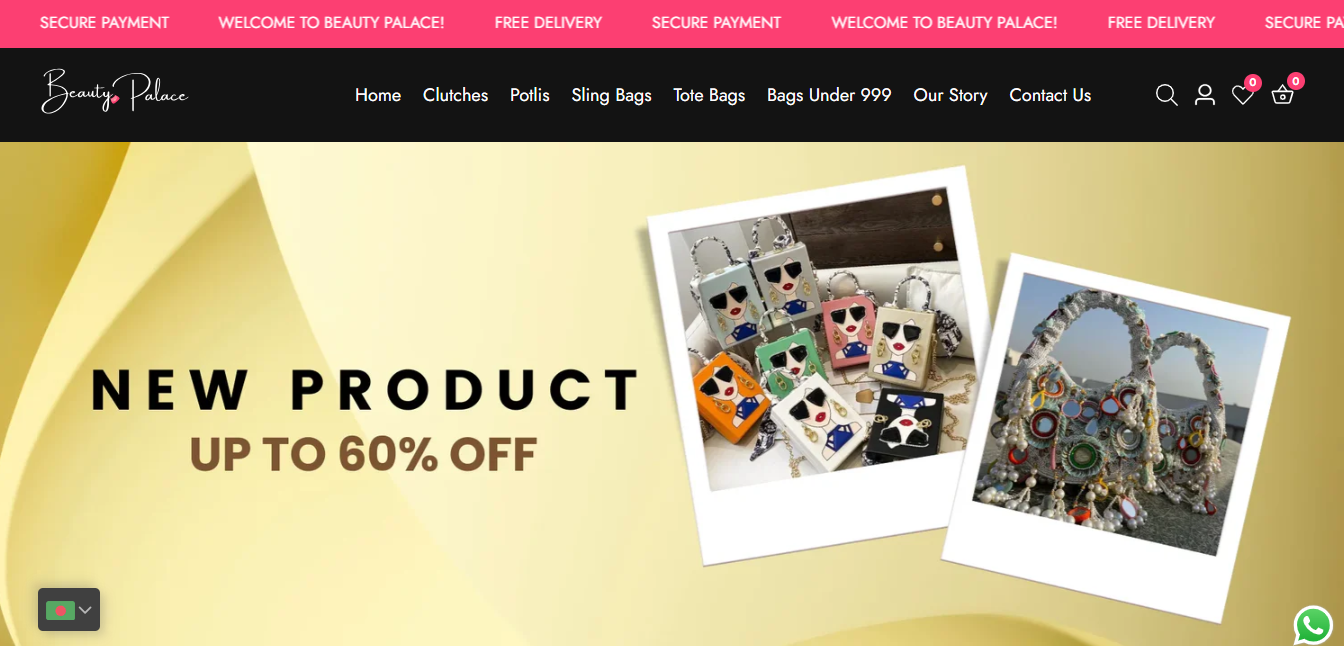 SECURE PAYMENT WELCOME TO BEAUTY PALACE! FREE DELIVERY SECURE PAYMENT WELCOME TO BEAUTY PALACE! FREE DELIVERY SECURE PA
Beauty Palace
Home Clutches Potlis Sling Bags Tote Bags Bags Under 999 Our Story Contact Us
0 0
NEW PRODUCT
UP TO 60% OFF